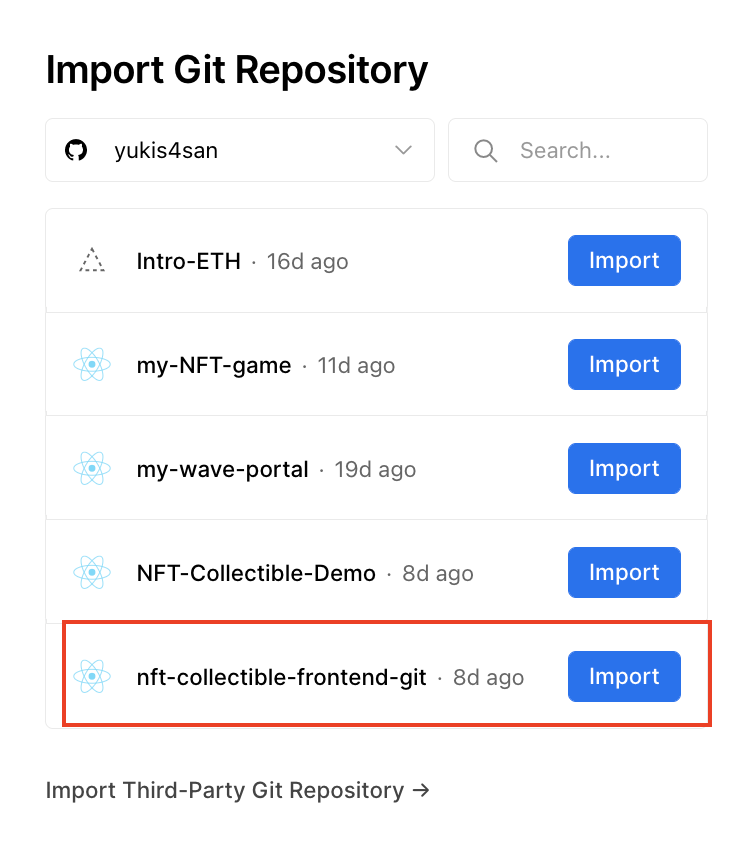 Import Git Repository
yukis4san
Search...
Intro-ETH · 16d ago
Import
my-NFT-game · 11d ago
Import
my-wave-portal · 19d ago
Import
NFT-Collectible-Demo · 8d ago
Import
nft-collectible-frontend-git · 8d ago
Import
Import Third-Party Git Repository →